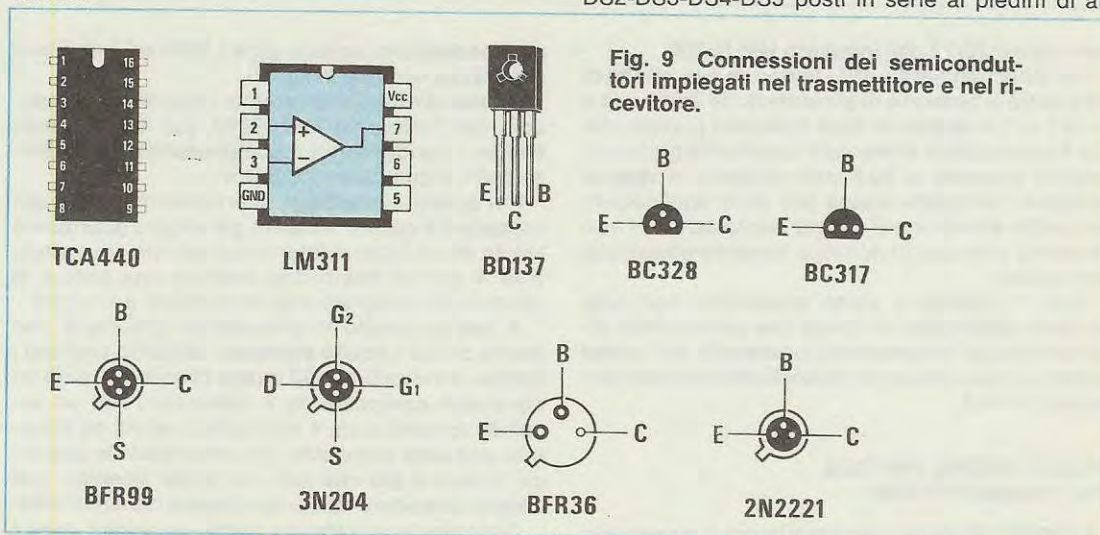 DS2-DS3-DS4-DS5 posti in serie ai piedini di a
Fig. 9 Connessioni dei semicondut-
tori impiegati nel trasmettitore e nel ri-
cevitore.
1 16
2 15
3 14
4 13
5 12
6 11
7 10
8 9
TCA440
1 Vcc
2 + 7
3 − 6
GND 5
LM311
E B
C
BD137
B
E C
BC328
B
E C
BC317
B
E C
S
BFR99
G2
D G1
S
3N204
B
E C
BFR36
B
E C
2N2221